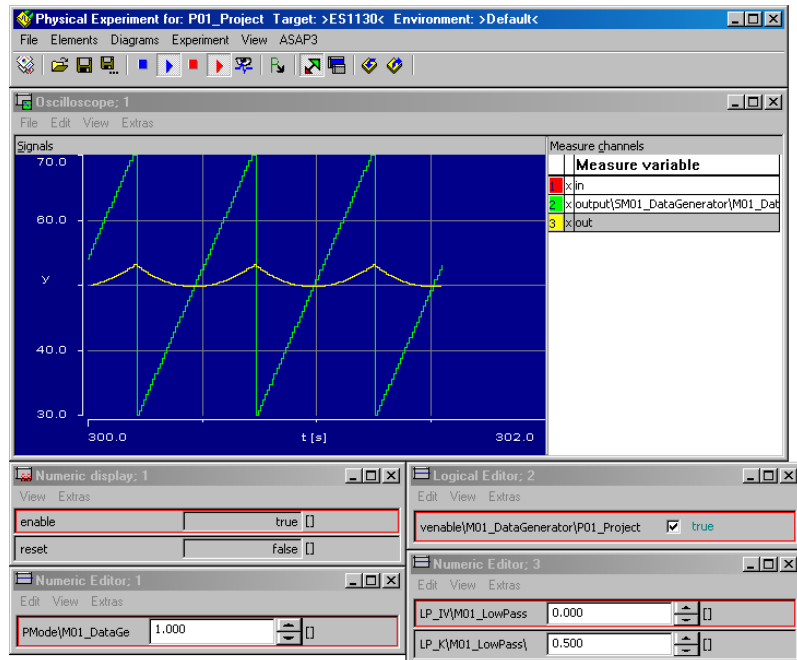 Physical Experiment for: P01_Project Target: >ES1130< Environment: >Default<
File Elements Diagrams Experiment View ASAP3
Oscilloscope; 1
File Edit View Extras
Signals
Measure channels
Measure variable
1 x in
2 x output\SM01_DataGenerator\M01_Dat
3 x out
70.0
60.0
y
40.0
30.0
300.0 t [s] 302.0
Numeric display; 1
View Extras
enable true []
reset false []
Logical Editor; 2
Edit View Extras
venable\M01_DataGenerator\P01_Project true
Numeric Editor; 1
Edit View Extras
PMode\M01_DataGe 1.000 []
Numeric Editor; 3
Edit View Extras
LP_IV\M01_LowPass 0.000 []
LP_K\M01_LowPass\ 0.500 []